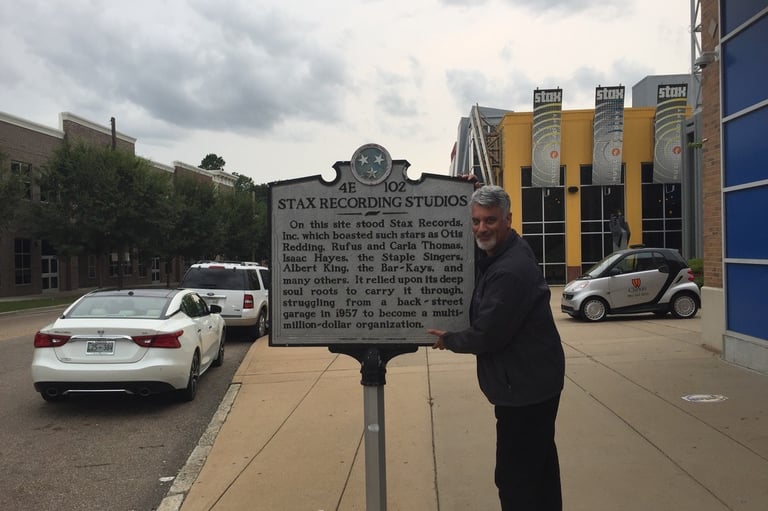 stax
stax
stax
4E 102
STAX RECORDING STUDIOS
On this site stood Stax Records,
Inc. which boasted such stars as Otis
Redding, Rufus and Carla Thomas,
Isaac Hayes, the Staple Singers,
Albert King, the Bar-Kays, and
many others. It relied upon its deep
soul roots to carry it through,
struggling from a back-street
garage in 1957 to become a multi-
million-dollar organization.